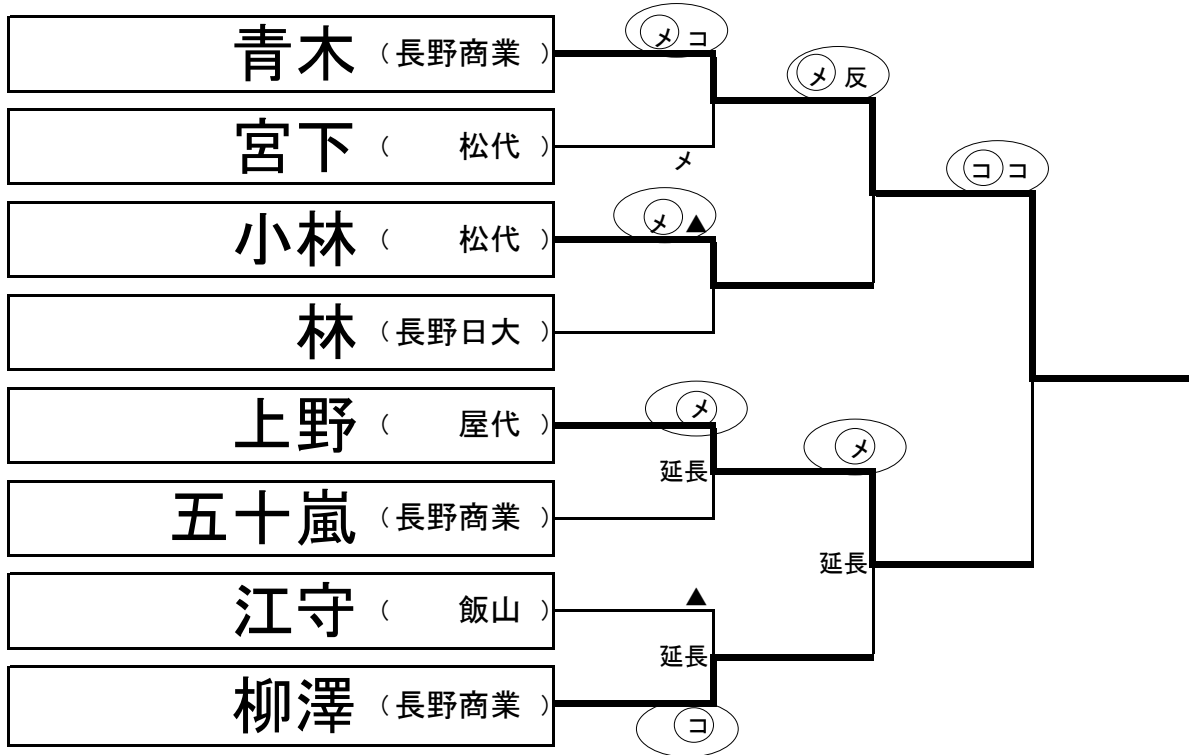 メ コ
青木 (長野商業 )
メ 反
宮下 ( 松代 )
メ
コ コ
メ ▲
小林 ( 松代 )
林 (長野日大 )
メ
上野 ( 屋代 )
メ
延長
五十嵐 (長野商業 )
延長
▲
江守 ( 飯山 )
延長
柳澤 (長野商業 )
コ